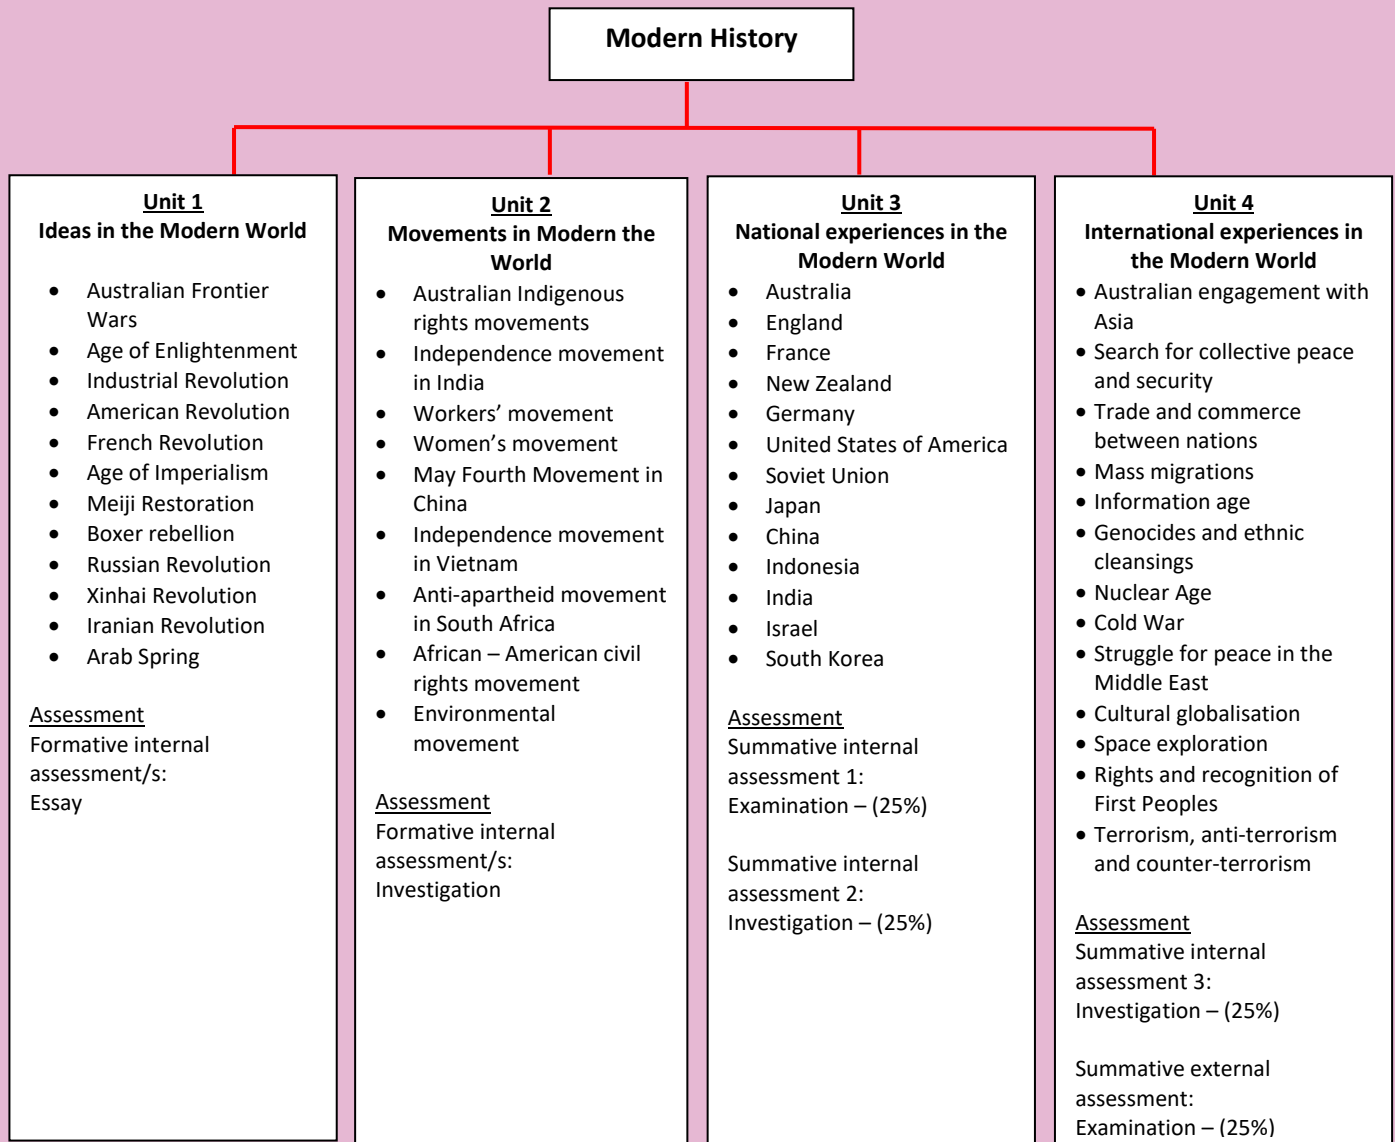 Modern History
Unit 1
Ideas in the Modern World
• Australian Frontier
Wars
• Age of Enlightenment
• Industrial Revolution
• American Revolution
• French Revolution
• Age of Imperialism
• Meiji Restoration
• Boxer rebellion
• Russian Revolution
• Xinhai Revolution
• Iranian Revolution
• Arab Spring
Assessment
Formative internal
assessment/s:
Essay
Unit 2
Movements in Modern the
World
• Australian Indigenous
rights movements
• Independence movement
in India
• Workers’ movement
• Women’s movement
• May Fourth Movement in
China
• Independence movement
in Vietnam
• Anti-apartheid movement
in South Africa
• African – American civil
rights movement
• Environmental
movement
Assessment
Formative internal
assessment/s:
Investigation
Unit 3
National experiences in the
Modern World
• Australia
• England
• France
• New Zealand
• Germany
• United States of America
• Soviet Union
• Japan
• China
• Indonesia
• India
• Israel
• South Korea
Assessment
Summative internal
assessment 1:
Examination – (25%)
Summative internal
assessment 2:
Investigation – (25%)
Unit 4
International experiences in
the Modern World
• Australian engagement with
Asia
• Search for collective peace
and security
• Trade and commerce
between nations
• Mass migrations
• Information age
• Genocides and ethnic
cleansings
• Nuclear Age
• Cold War
• Struggle for peace in the
Middle East
• Cultural globalisation
• Space exploration
• Rights and recognition of
First Peoples
• Terrorism, anti-terrorism
and counter-terrorism
Assessment
Summative internal
assessment 3:
Investigation – (25%)
Summative external
assessment:
Examination – (25%)